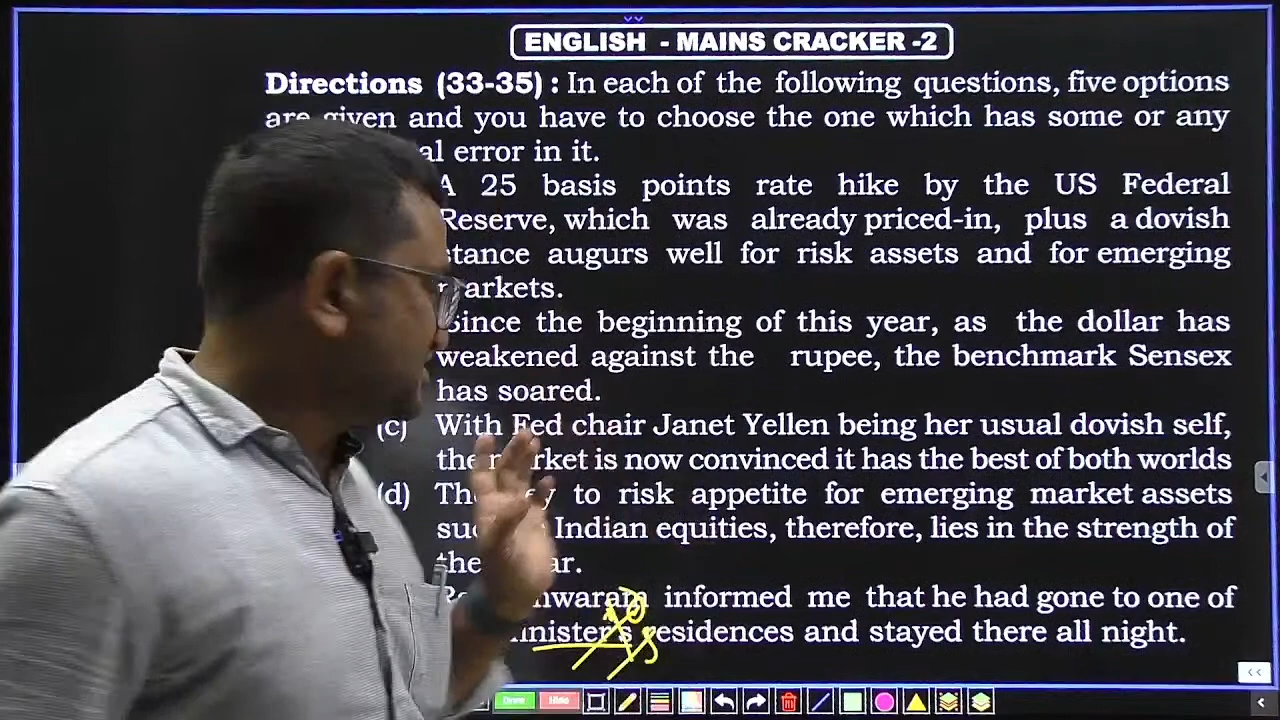 ENGLISH - MAINS CRACKER -2
Directions (33-35) : In each of the following questions, five options
are given and you have to choose the one which has some or any
error in it.
A 25 basis points rate hike by the US Federal
Reserve, which was already priced-in, plus a dovish
stance augurs well for risk assets and for emerging
markets.
Since the beginning of this year, as the dollar has
weakened against the rupee, the benchmark Sensex
has soared.
(c) With Fed chair Janet Yellen being her usual dovish self,
the market is now convinced it has the best of both worlds
(d) The to risk appetite for emerging market assets
Indian equities, therefore, lies in the strength of
the
informed me that he had gone to one of
residences and stayed there all night.
Draw Hide